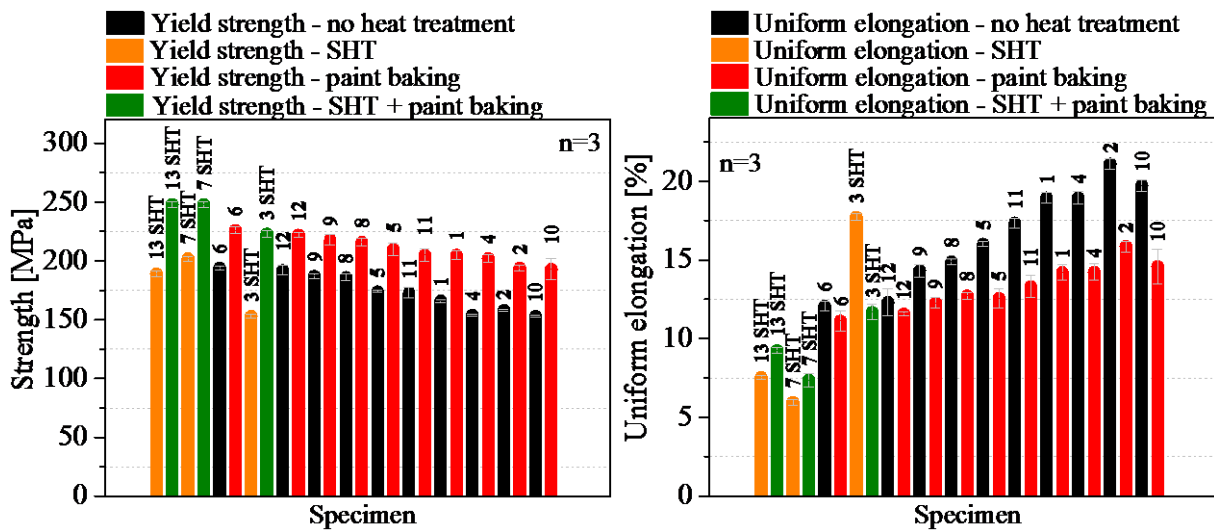 Yield strength - no heat treatment
Yield strength - SHT
Yield strength - paint baking
Yield strength - SHT + paint baking
n=3
Strength [MPa]
300
250
200
150
100
50
0
13 SHT
13 SHT
7 SHT
7 SHT
6
6
3 SHT
3 SHT
12
12
9
9
8
8
5
5
11
11
1
1
4
4
2
2
10
10
Specimen
Uniform elongation - no heat treatment
Uniform elongation - SHT
Uniform elongation - paint baking
Uniform elongation - SHT + paint baking
n=3
Uniform elongation [%]
20
15
10
5
0
13 SHT
13 SHT
7 SHT
7 SHT
6
6
3 SHT
3 SHT
12
12
9
9
8
8
5
5
11
11
1
1
4
4
2
2
10
10
Specimen